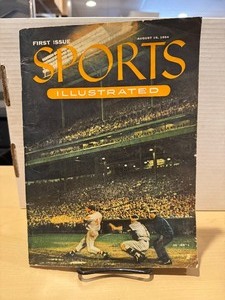 FIRST ISSUE
AUGUST 16, 1954
SPORTS
ILLUSTRATED